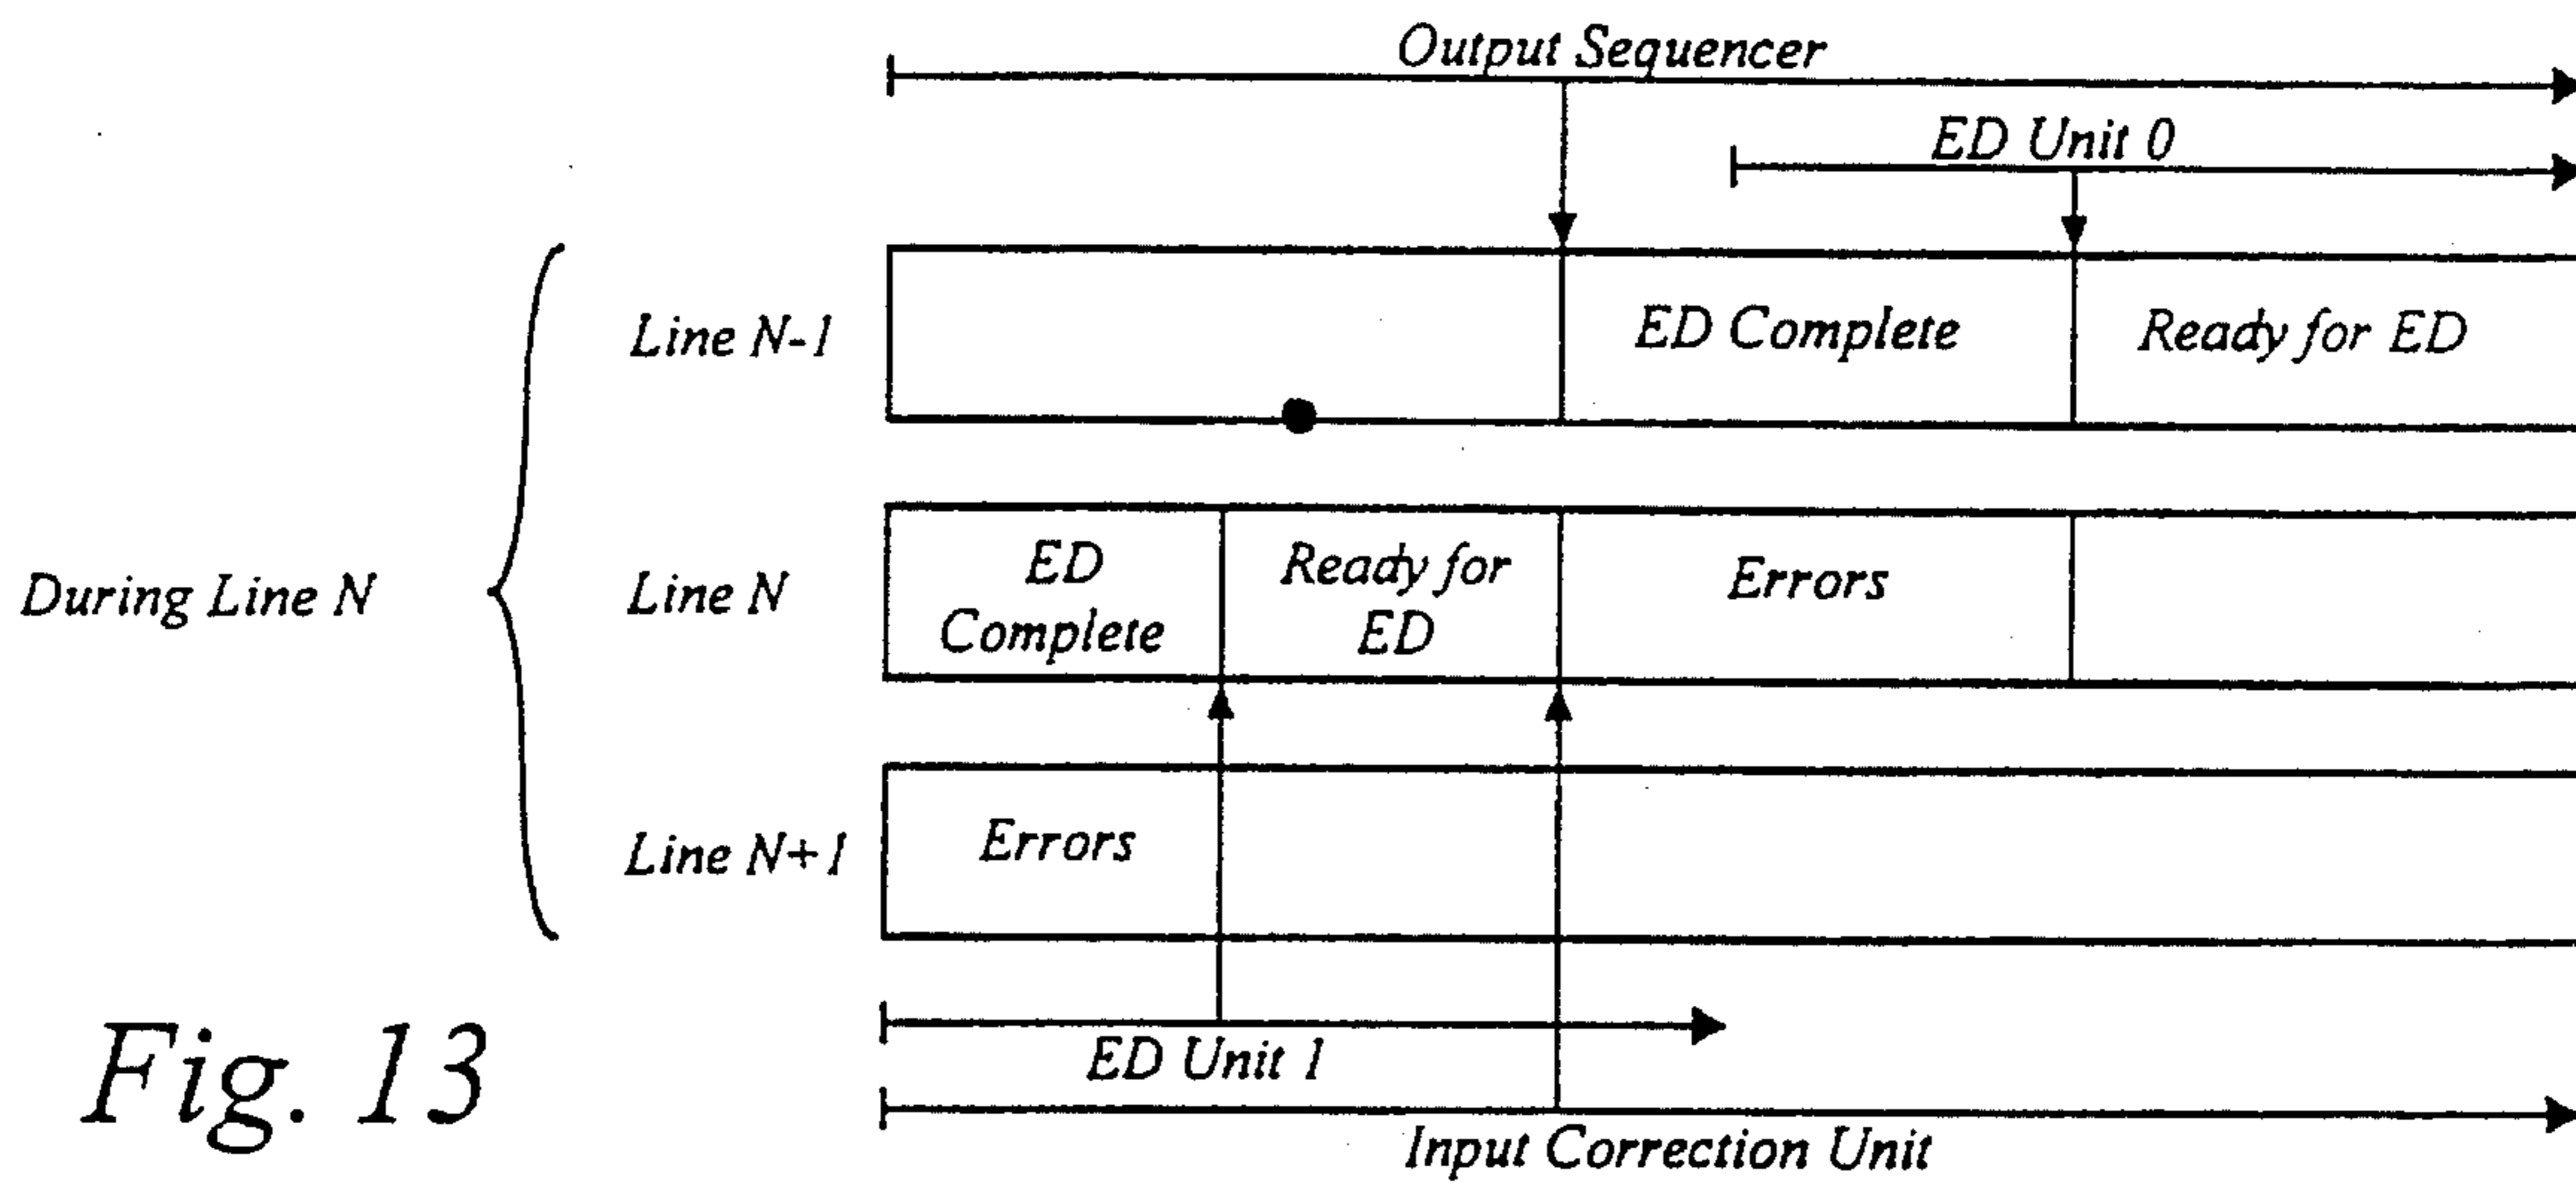 Output Sequencer
ED Unit 0
Line N-1
ED Complete
Ready for ED
During Line N
Line N
ED
Complete
Ready for
ED
Errors
Line N+1
Errors
ED Unit 1
Input Correction Unit
Fig. 13